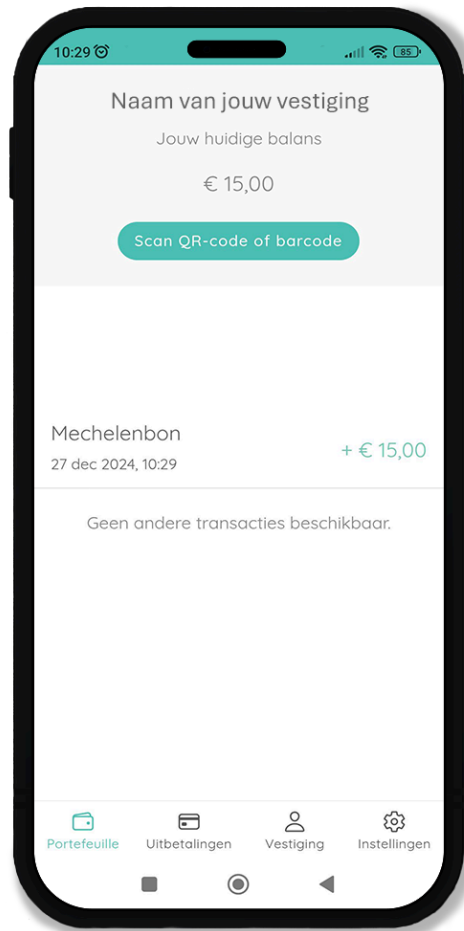 10:29
85
Naam van jouw vestiging
Jouw huidige balans
€ 15,00
Scan QR-code of barcode
Mechelenbon
+ € 15,00
27 dec 2024, 10:29
Geen andere transacties beschikbaar.
Portefeuille Uitbetalingen Vestiging Instellingen